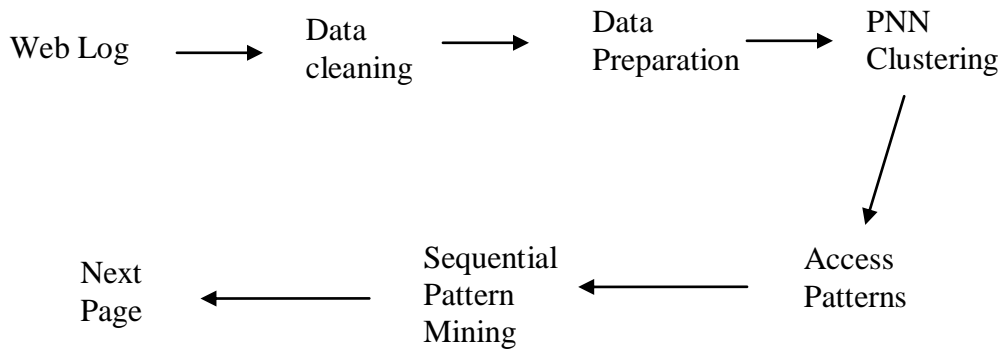 Web Log
Data
cleaning
Data
Preparation
PNN
Clustering
Access
Patterns
Sequential
Pattern
Mining
Next
Page